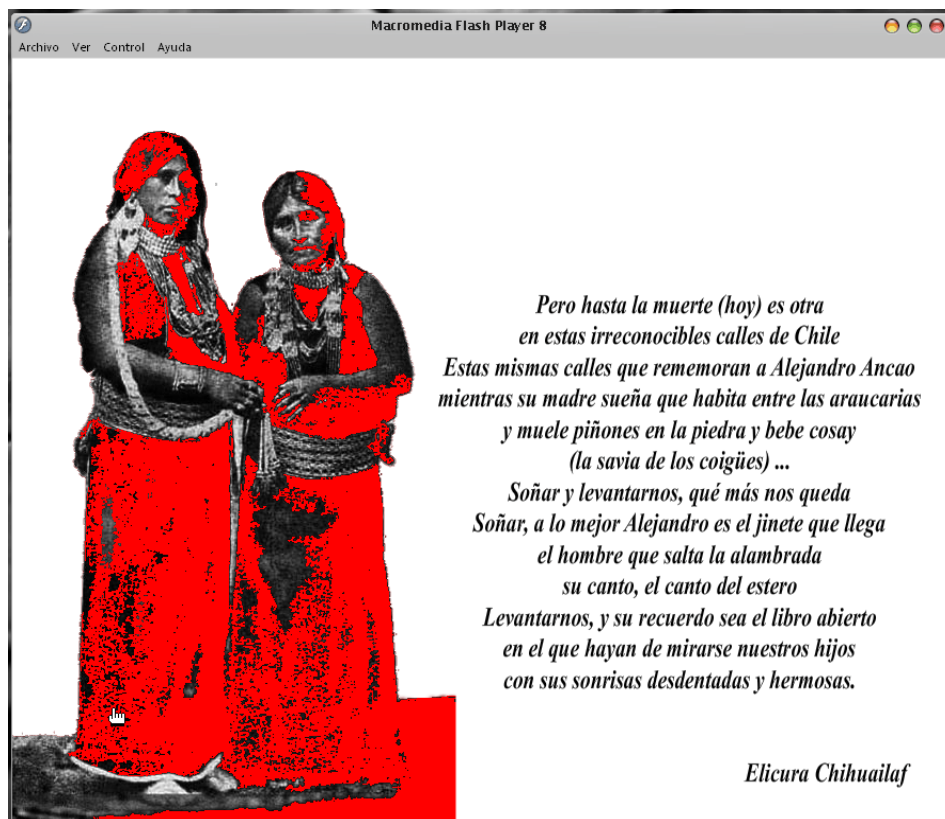 Macromedia Flash Player 8
Archivo Ver Control Ayuda
Pero hasta la muerte (hoy) es otra
en estas irreconocibles calles de Chile
Estas mismas calles que rememoran a Alejandro Ancao
mientras su madre sueña que habita entre las araucarias
y muele piñones en la piedra y bebe cosay
(la savia de los coigües) ...
Soñar y levantarnos, qué más nos queda
Soñar, a lo mejor Alejandro es el jinete que llega
el hombre que salta la alambrada
su canto, el canto del estero
Levantarnos, y su recuerdo sea el libro abierto
en el que hayan de mirarse nuestros hijos
con sus sonrisas desdentadas y hermosas.
Elicura Chihuailaf